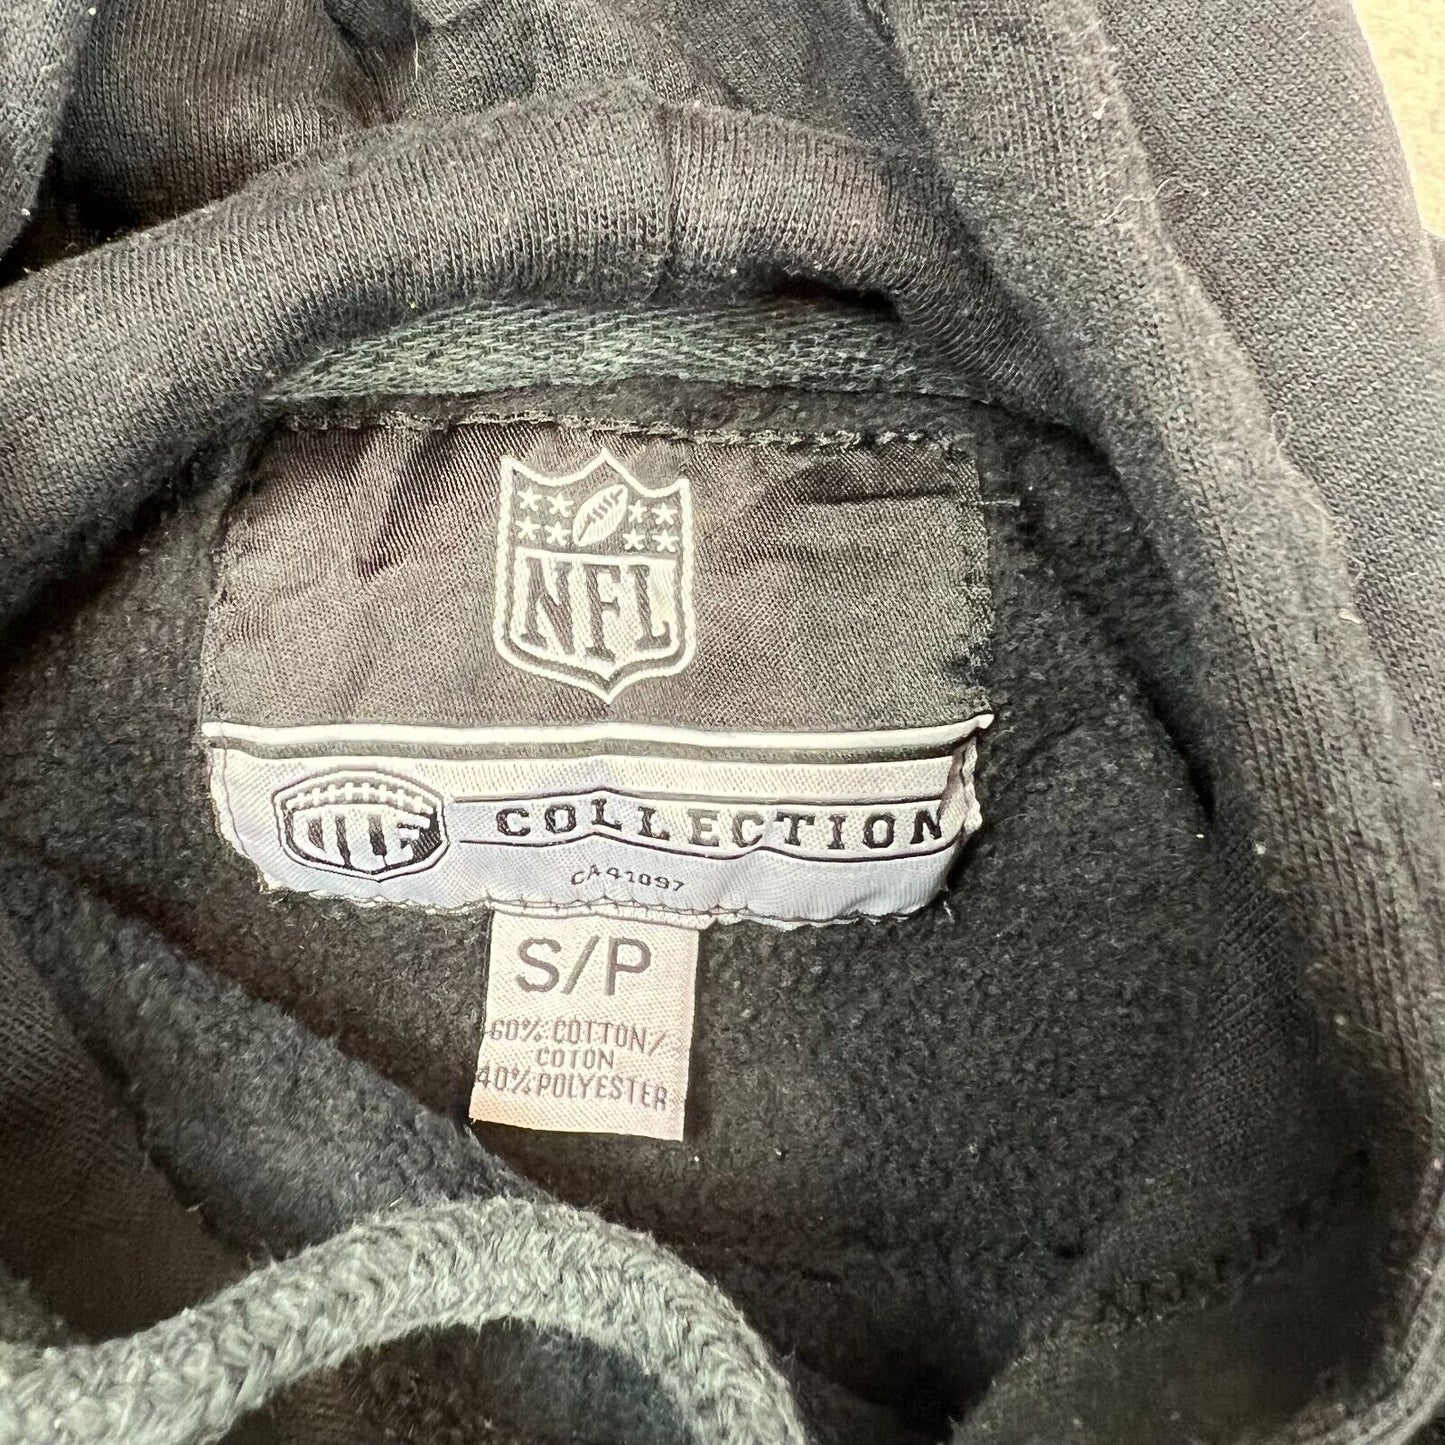 NFL
COLLECTION
CA41097
S/P
60% COTTON/
COTON
40% POLYESTER